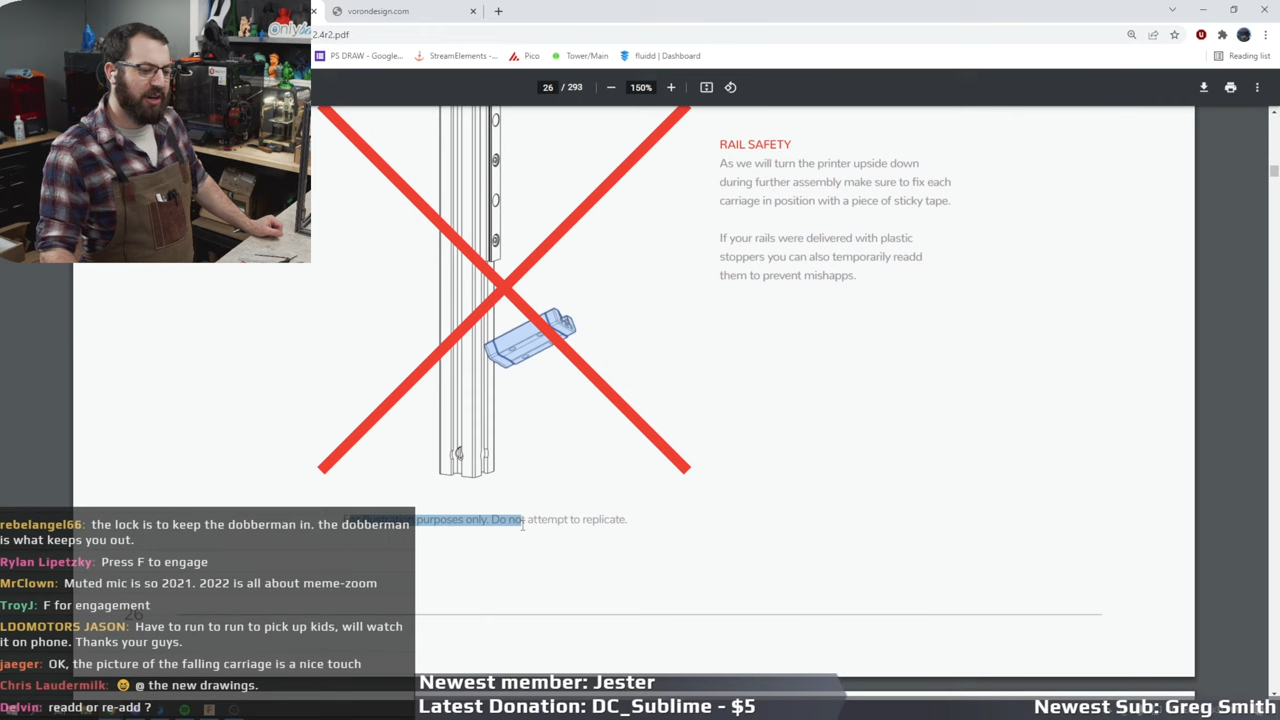 vorondesign.com
2.4r2.pdf
PS DRAW - Google...
StreamElements -...
Pico
Tower/Main
fluidd | Dashboard
Reading list
26 / 293
150%
RAIL SAFETY
As we will turn the printer upside down
during further assembly make sure to fix each
carriage in position with a piece of sticky tape.
If your rails were delivered with plastic
stoppers you can also temporarily readd
them to prevent mishapps.
purposes only. Do not attempt to replicate.
26
rebelangel66: the lock is to keep the dobberman in. the dobberman
is what keeps you out.
Rylan Lipetzky: Press F to engage
MrClown: Muted mic is so 2021. 2022 is all about meme-zoom
TroyJ: F for engagement
LDOMOTORS JASON: Have to run to run to pick up kids, will watch
it on phone. Thanks your guys.
jaeger: OK, the picture of the falling carriage is a nice touch
Chris Laudermilk: 😆 @ the new drawings.
Delvin: readd or re-add ?
Newest member: Jester
Latest Donation: DC_Sublime - $5
Newest Sub: Greg Smith